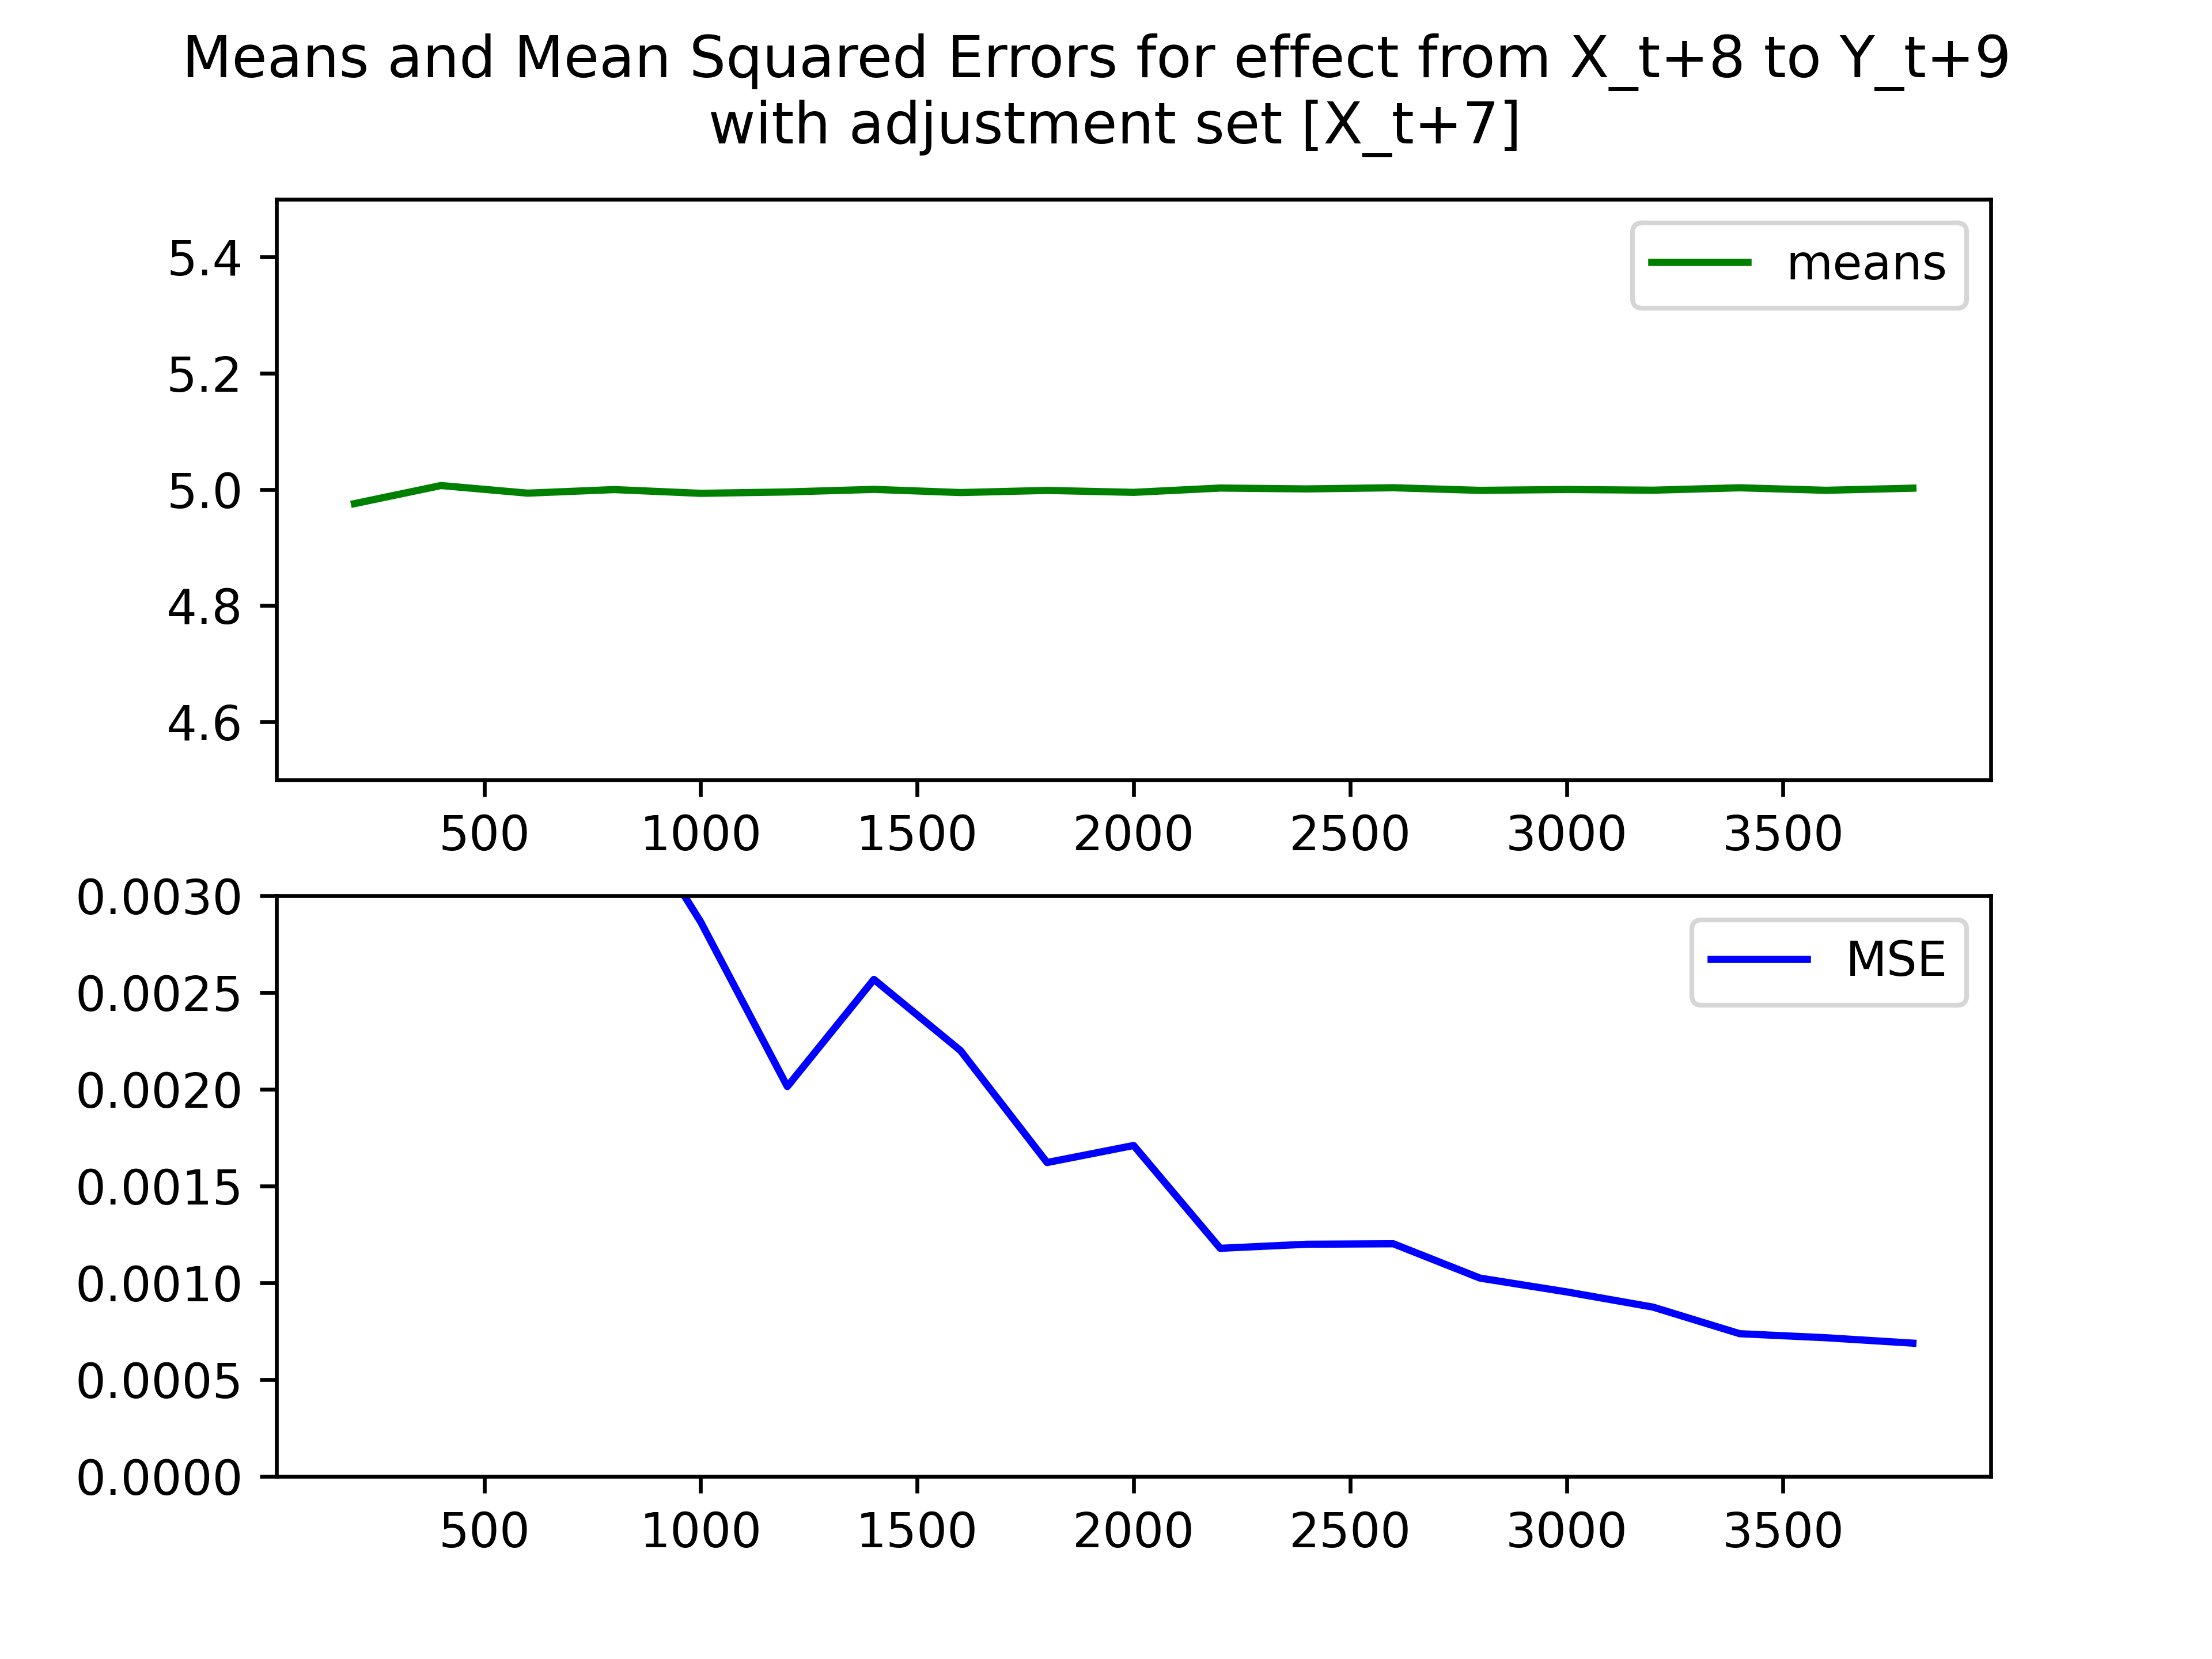 Means and Mean Squared Errors for effect from X_t+8 to Y_t+9
with adjustment set [X_t+7]
means
5.4
5.2
5.0
4.8
4.6
500 1000 1500 2000 2500 3000 3500
MSE
0.0030
0.0025
0.0020
0.0015
0.0010
0.0005
0.0000
500 1000 1500 2000 2500 3000 3500